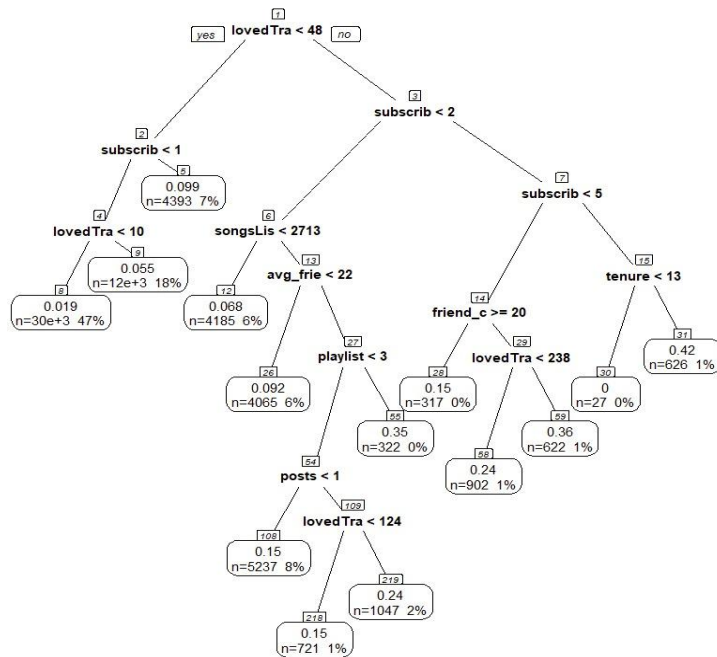 1
yes lovedTra < 48 no
3
subscrib < 2
2
subscrib < 1
5
0.099
n=4393 7%
7
subscrib < 5
4
lovedTra < 10
9
0.055
n=12e+3 18%
6
songsLis < 2713
8
0.019
n=30e+3 47%
12
0.068
n=4185 6%
13
avg_frie < 22
15
tenure < 13
14
friend_c >= 20
26
0.092
n=4065 6%
27
playlist < 3
28
0.15
n=317 0%
29
lovedTra < 238
30
0
n=27 0%
31
0.42
n=626 1%
55
0.35
n=322 0%
58
0.24
n=902 1%
59
0.36
n=622 1%
54
posts < 1
108
0.15
n=5237 8%
109
lovedTra < 124
218
0.15
n=721 1%
219
0.24
n=1047 2%